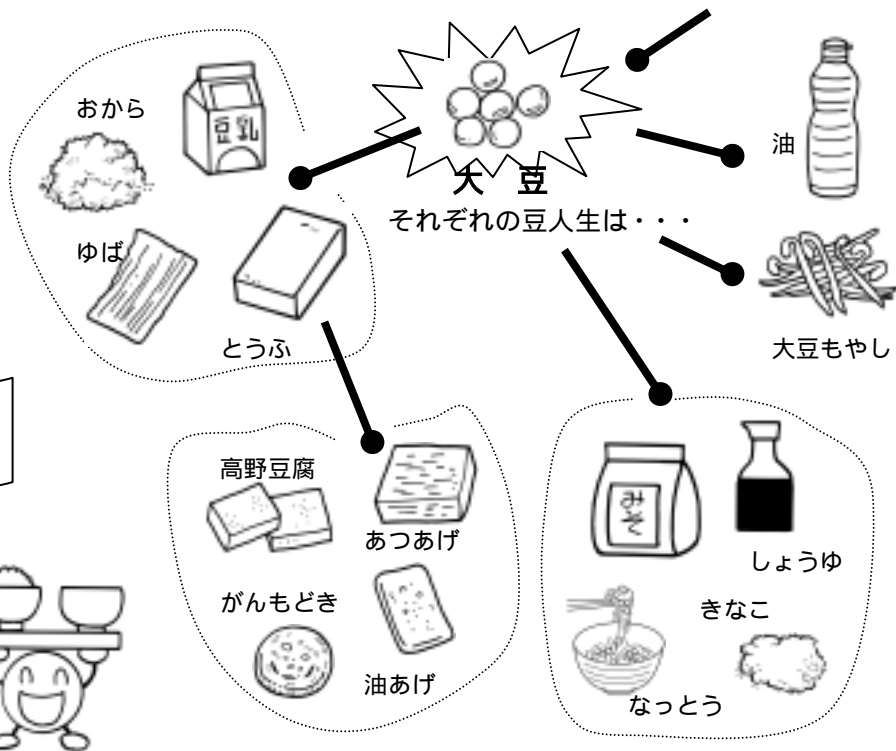 大 豆
それぞれの豆人生は・・・
おから
豆乳
ゆば
とうふ
油
大豆もやし
高野豆腐
あつあげ
がんもどき
油あげ
みそ
しょうゆ
きなこ
なっとう